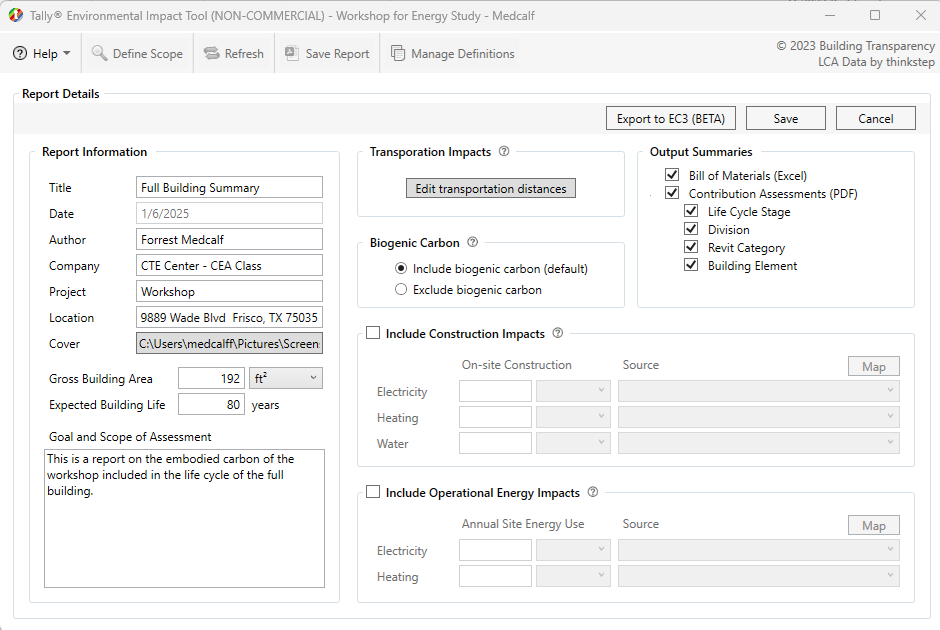 Tally® Environmental Impact Tool (NON-COMMERCIAL) - Workshop for Energy Study - Medcalf
Help
Define Scope
Refresh
Save Report
Manage Definitions
© 2023 Building Transparency
LCA Data by thinkstep
Report Details
Export to EC3 (BETA)
Save
Cancel
Report Information
Title
Full Building Summary
Date
1/6/2025
Author
Forrest Medcalf
Company
CTE Center - CEA Class
Project
Workshop
Location
9889 Wade Blvd Frisco, TX 75035
Cover
C:\Users\medcalff\Pictures\Screens
Gross Building Area
192
ft²
Expected Building Life
80
years
Goal and Scope of Assessment
This is a report on the embodied carbon of the
workshop included in the life cycle of the full
building.
Transporation Impacts
Edit transportation distances
Biogenic Carbon
Include biogenic carbon (default)
Exclude biogenic carbon
Output Summaries
Bill of Materials (Excel)
Contribution Assessments (PDF)
Life Cycle Stage
Division
Revit Category
Building Element
Include Construction Impacts
On-site Construction
Source
Map
Electricity
Heating
Water
Include Operational Energy Impacts
Annual Site Energy Use
Source
Map
Electricity
Heating